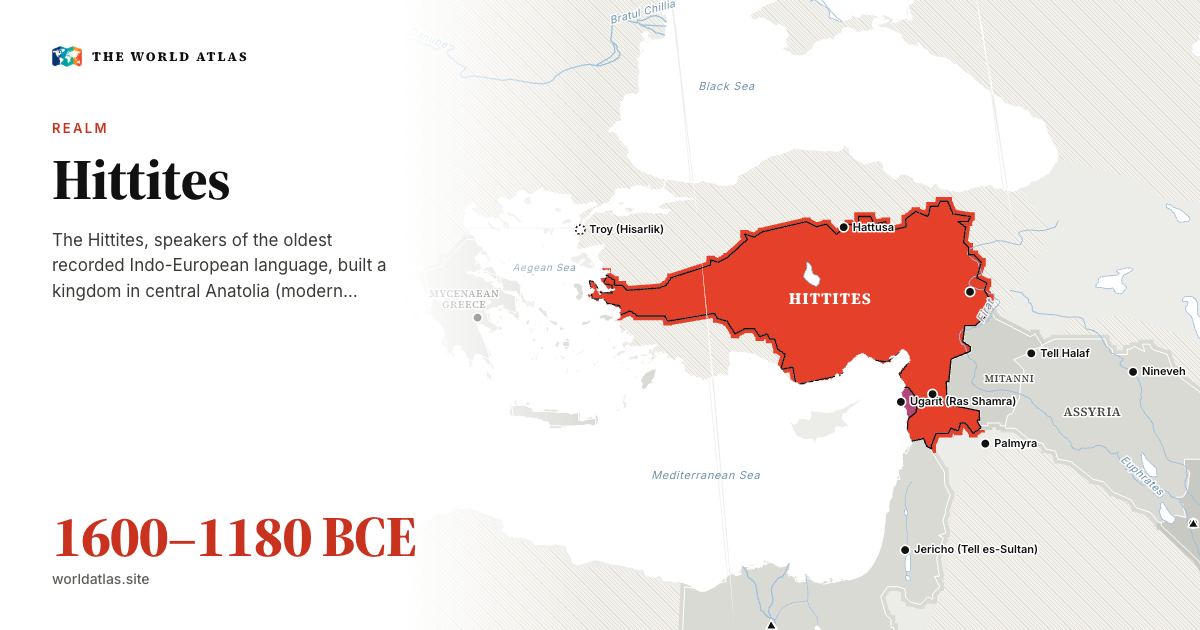 THE WORLD ATLAS
REALM
Hittites
The Hittites, speakers of the oldest
recorded Indo-European language, built a
kingdom in central Anatolia (modern...
1600–1180 BCE
worldatlas.site
Bratul Chillia
Danubez
Black Sea
Troy (Hisarlik)
Hattusa
Aegean Sea
MYCENAEAN
GREECE
HITTITES
Tell Halaf
MITANNI
Nineveh
Ugarit (Ras Shamra)
ASSYRIA
Palmyra
Mediterranean Sea
Euphrates
Jericho (Tell es-Sultan)